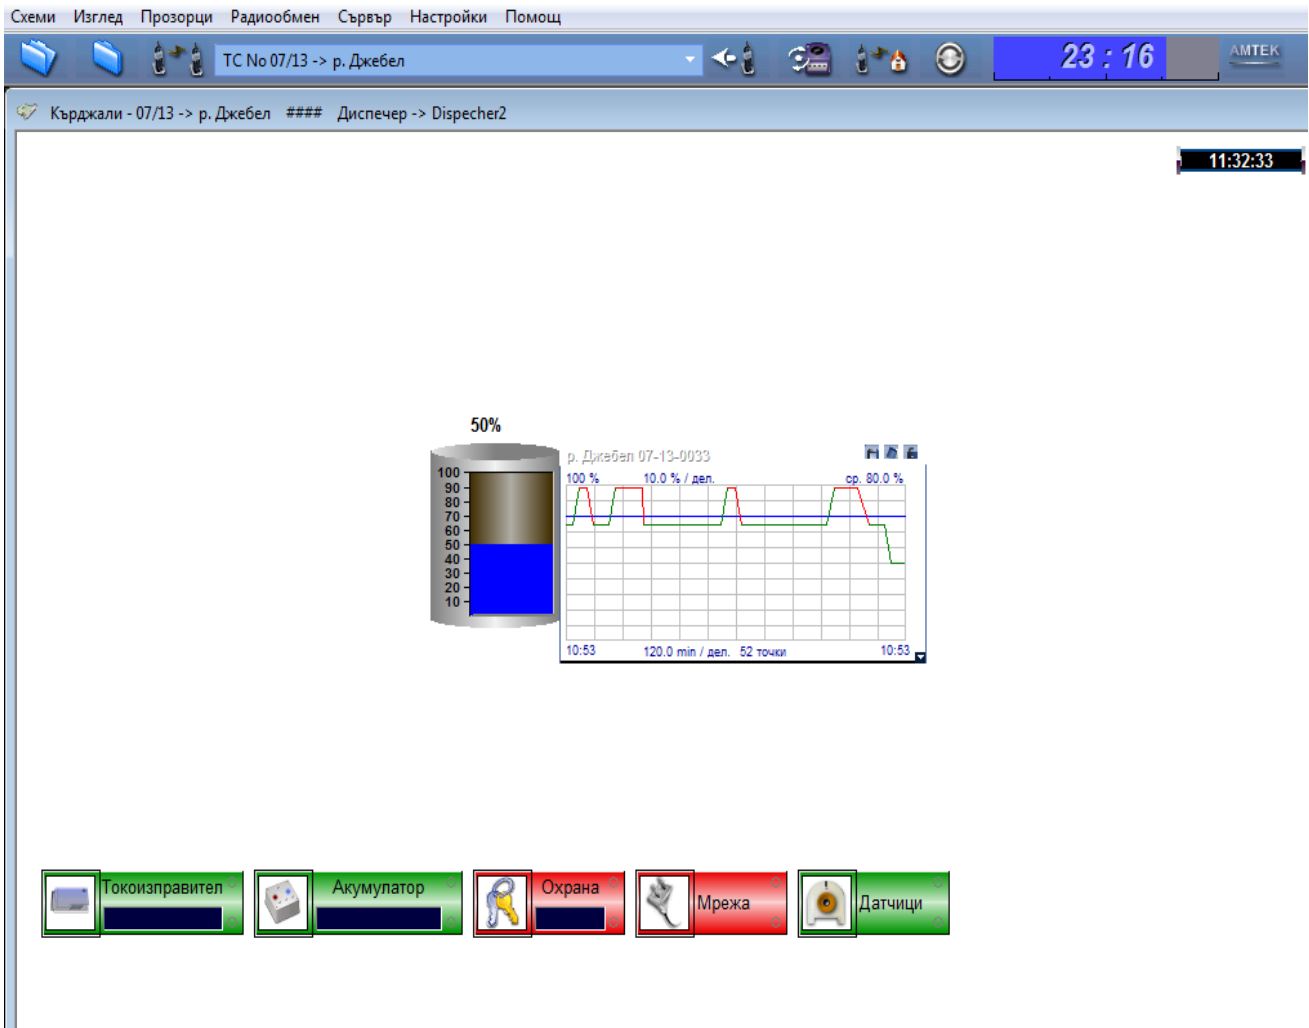 Схеми Изглед Прозорци Радиообмен Сървър Настройки Помощ
ТС No 07/13 -> р. Джебел
23 : 16
AMTEK
Кърджали - 07/13 -> р. Джебел #### Диспечер -> Dispecher2
11:32:33
50%
100
90
80
70
60
50
40
30
20
10
р. Джебел 07-13-0033
100 % 10.0 % / дел. ср. 80.0 %
10:53 120.0 min / дел. 52 точки 10:53
Токоизправител
Акумулатор
Охрана
Мрежа
Датчици